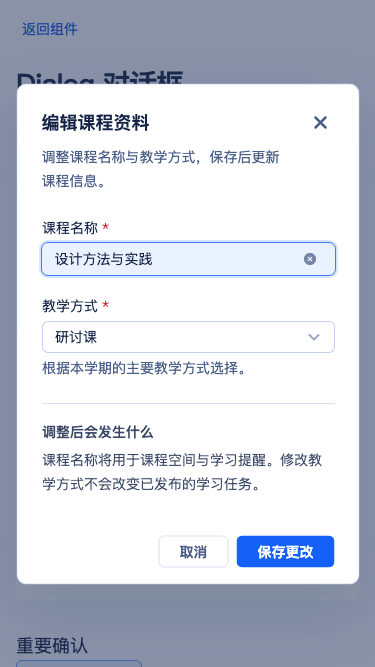 返回组件
Dialog 对话框
编辑课程资料
调整课程名称与教学方式，保存后更新
课程信息。
课程名称 *
设计方法与实践
教学方式 *
研讨课
根据本学期的主要教学方式选择。
调整后会发生什么
课程名称将用于课程空间与学习提醒。修改教
学方式不会改变已发布的学习任务。
取消
保存更改
重要确认